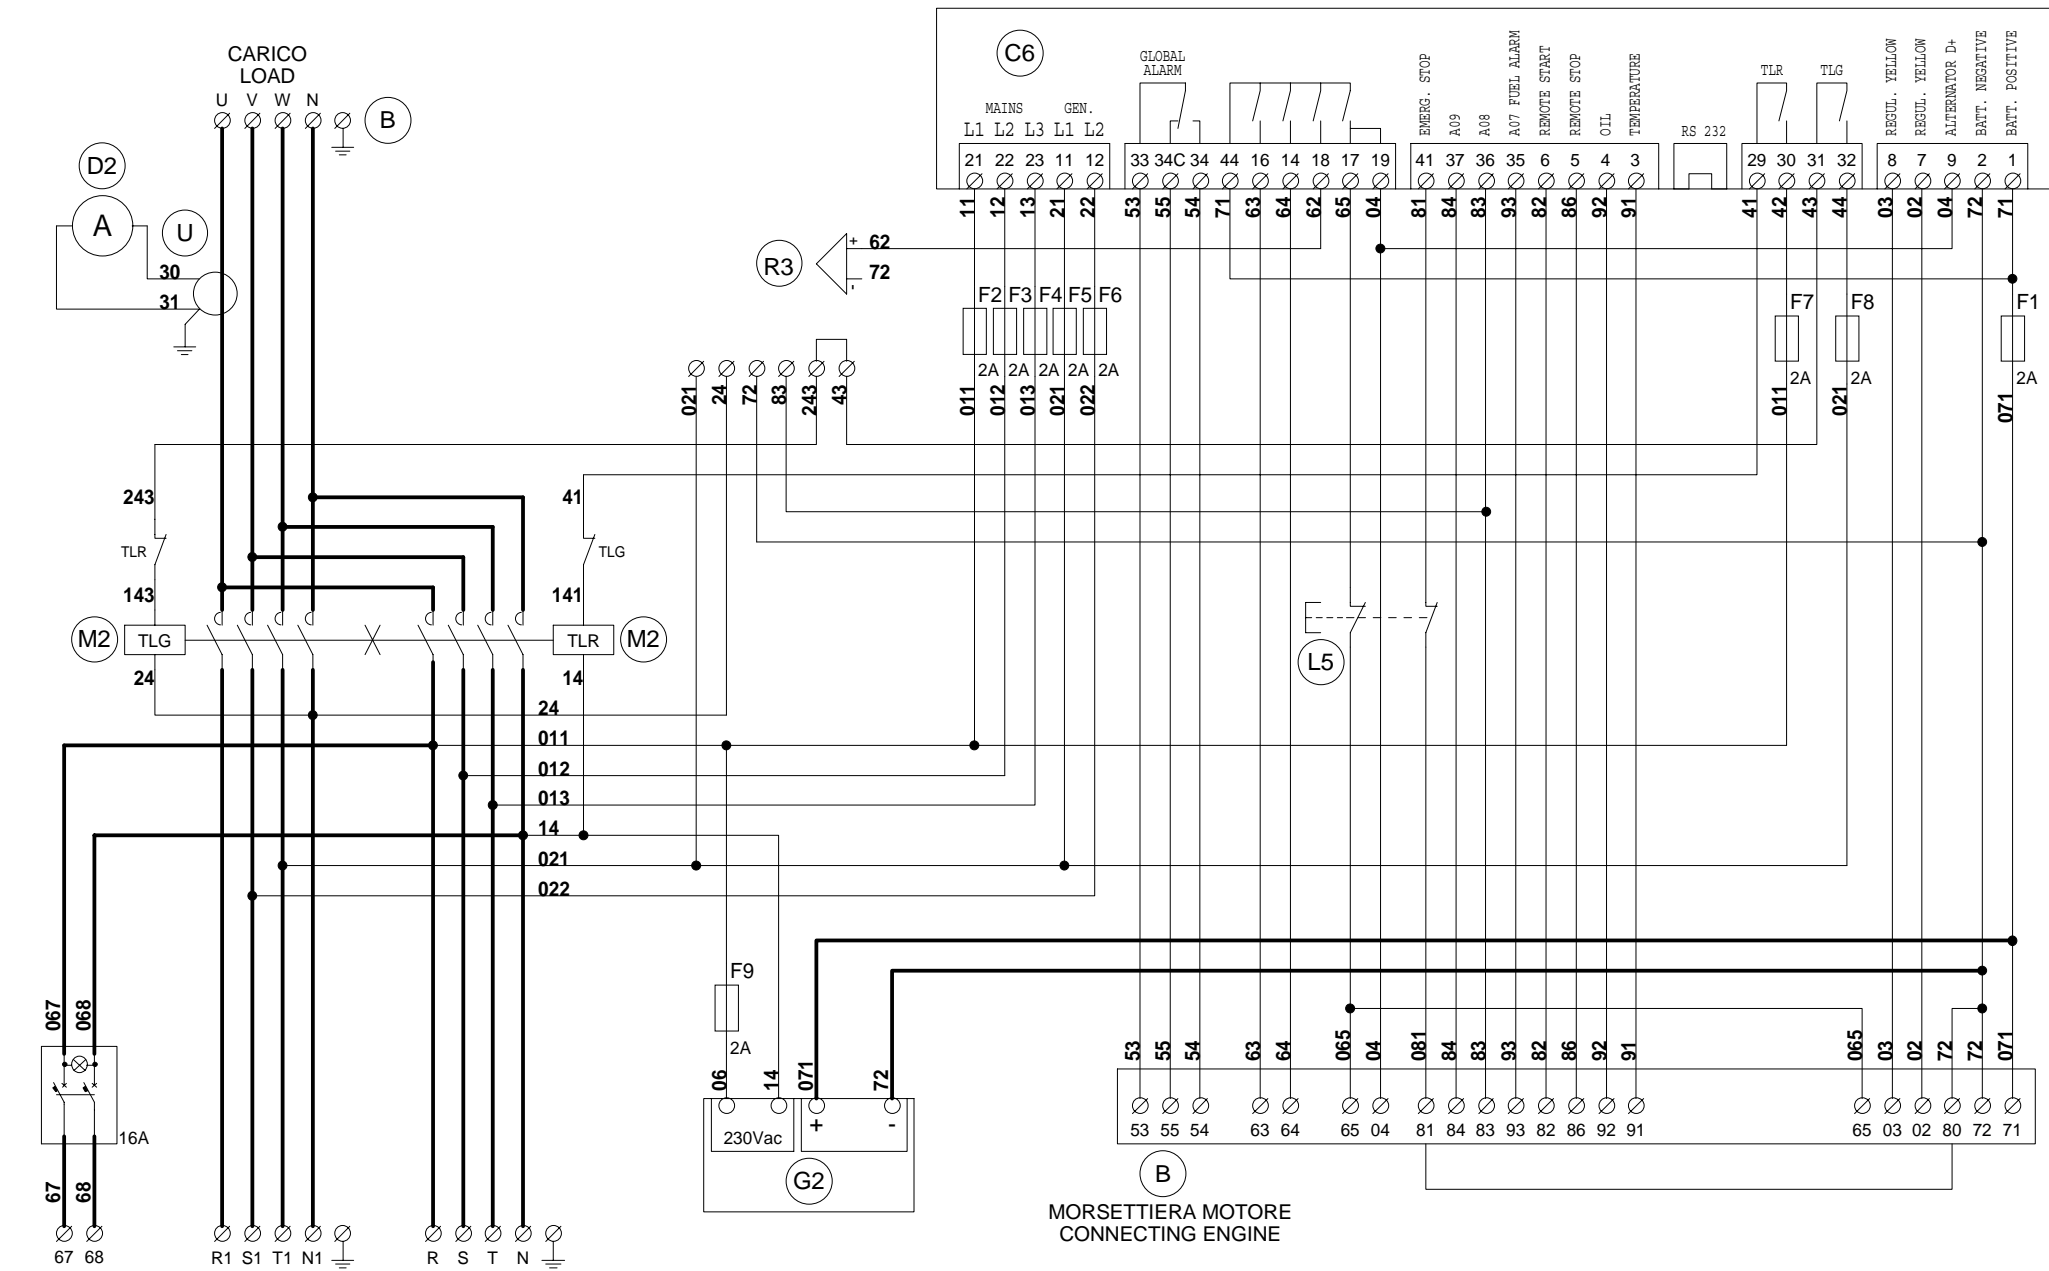 CARICO
LOAD
U V W N
B
D2
A
U
30
31
C6
GLOBAL
ALARM
MAINS GEN.
L1 L2 L3 L1 L2
EMERG. STOP
A09
A08
A07 FUEL ALARM
REMOTE START
REMOTE STOP
OIL
TEMPERATURE
RS 232
TLR TLG
REGUL. YELLOW
REGUL. YELLOW
ALTERNATOR D+
BATT. NEGATIVE
BATT. POSITIVE
21 22 23 11 12 33 34C 34 44 16 14 18 17 19 41 37 36 35 6 5 4 3 29 30 31 32 8 7 9 2 1
11 12 13 21 22 53 55 54 71 63 64 62 65 04 81 84 83 93 82 86 92 91 41 42 43 44 03 02 04 72 71
R3
+ 62
- 72
F2 F3 F4 F5 F6 F7 F8 F1
2A 2A 2A 2A 2A 2A 2A 2A
021 24 72 83 243 43 011 012 013 021 022 011 021 071
243 41
TLR TLG
143 141
M2 TLG TLR M2
L5
24 14
24
011
012
013
14
021
022
F9
2A
067 068
16A
67 68
06 14 071 72
230Vac + -
G2
53 55 54 63 64 065 04 081 84 83 93 82 86 92 91 065 03 02 72 72 071
53 55 54 63 64 65 04 81 84 83 93 82 86 92 91 65 03 02 80 72 71
B
MORSETTIERA MOTORE
CONNECTING ENGINE
67 68 R1 S1 T1 N1 R S T N